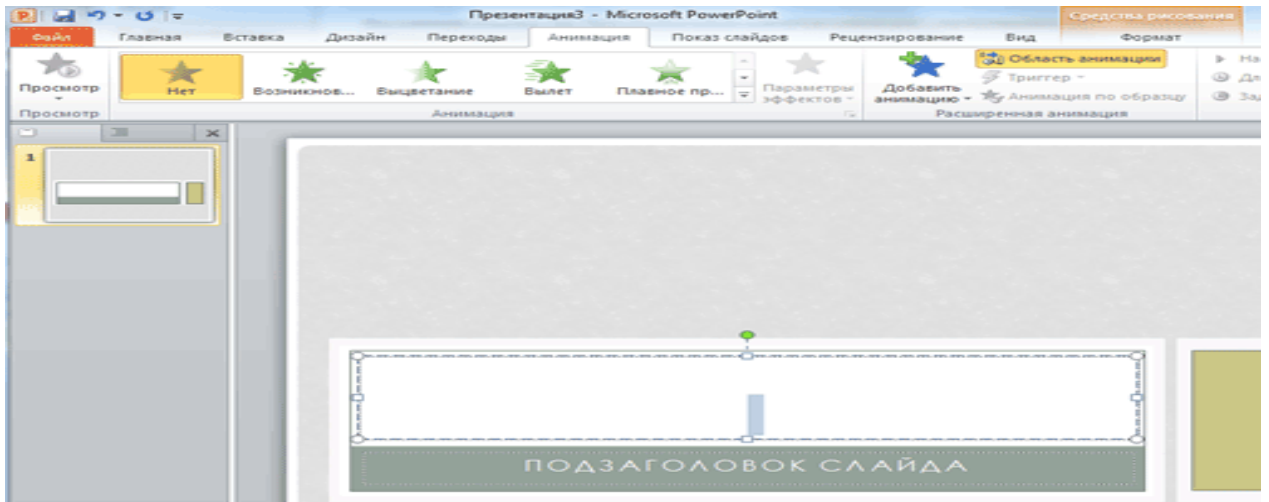 Презентация3 - Microsoft PowerPoint
Средства рисования
Файл Главная Вставка Дизайн Переходы Анимация Показ слайдов Рецензирование Вид Формат
Просмотр
Нет Возникнов... Выцветание Вылет Плавное пр...
Параметры эффектов
Добавить анимацию
Область анимации
Триггер
Анимация по образцу
Просмотр Анимация Расширенная анимация
1
ПОДЗАГОЛОВОК СЛАЙДА